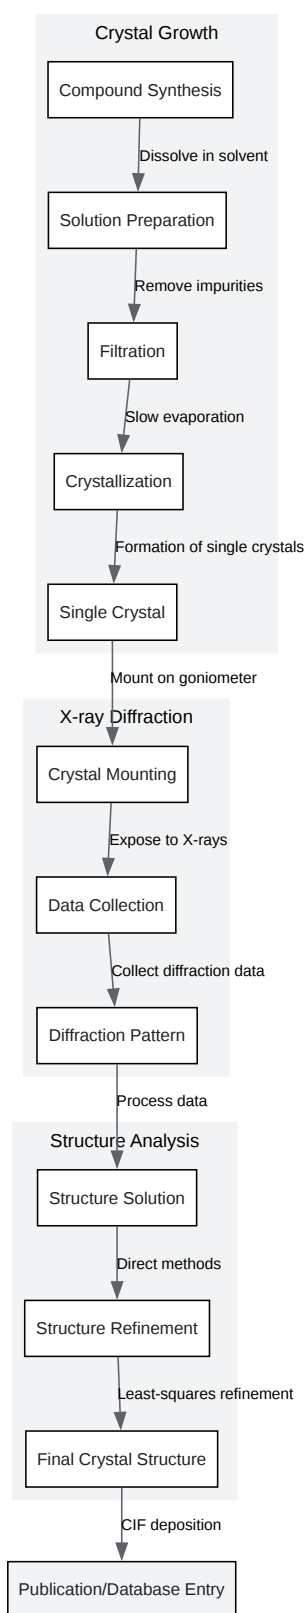 Crystal Growth
Compound Synthesis
Dissolve in solvent
Solution Preparation
Remove impurities
Filtration
Slow evaporation
Crystallization
Formation of single crystals
Single Crystal
Mount on goniometer
X-ray Diffraction
Crystal Mounting
Expose to X-rays
Data Collection
Collect diffraction data
Diffraction Pattern
Process data
Structure Analysis
Structure Solution
Direct methods
Structure Refinement
Least-squares refinement
Final Crystal Structure
CIF deposition
Publication/Database Entry